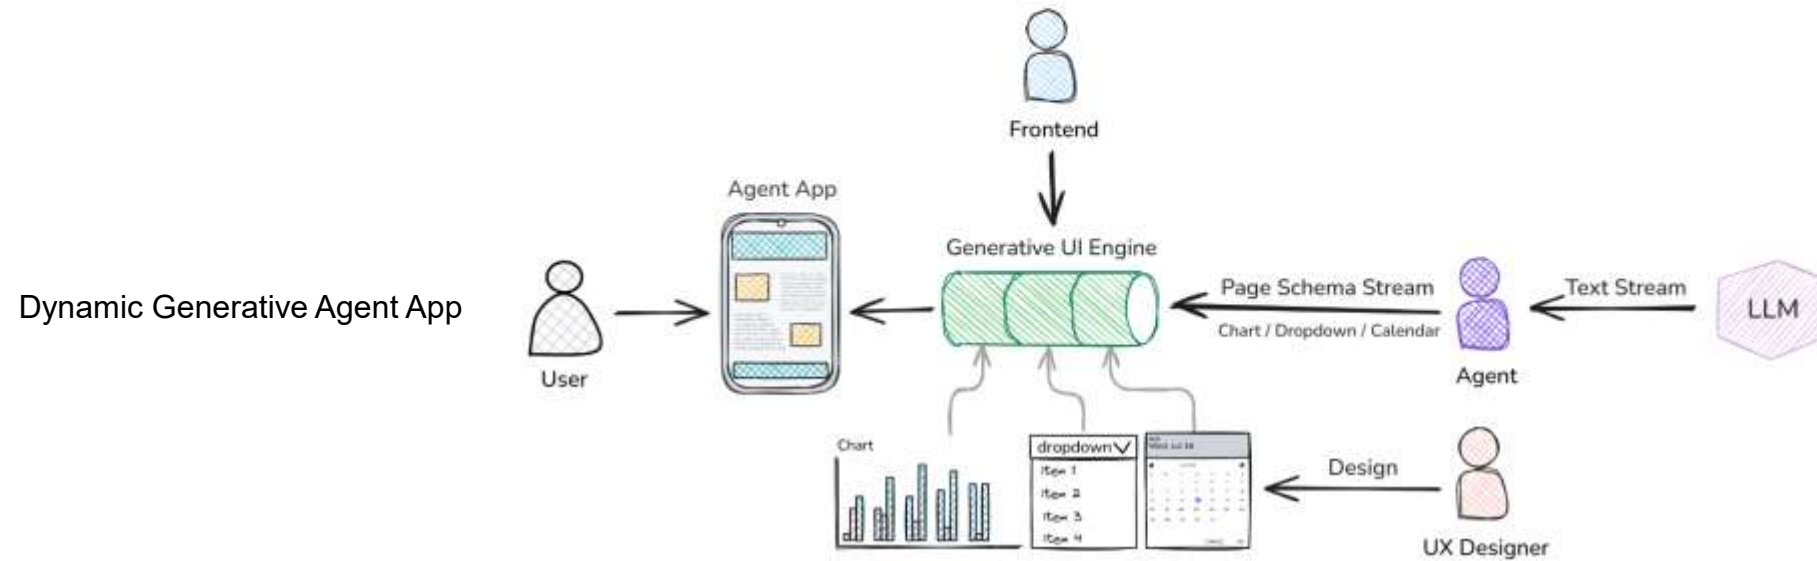 Frontend
Agent App
Generative UI Engine
Dynamic Generative Agent App
User
Page Schema Stream
Chart / Dropdown / Calendar
Agent
Text Stream
LLM
Chart
dropdown
Item 1
Item 2
Item 3
Item 4
Design
UX Designer